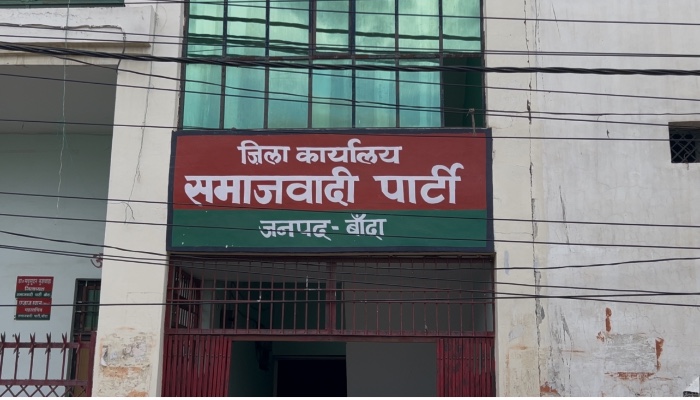 जिला कार्यालय
समाजवादी पार्टी
जनपद - बाँदा